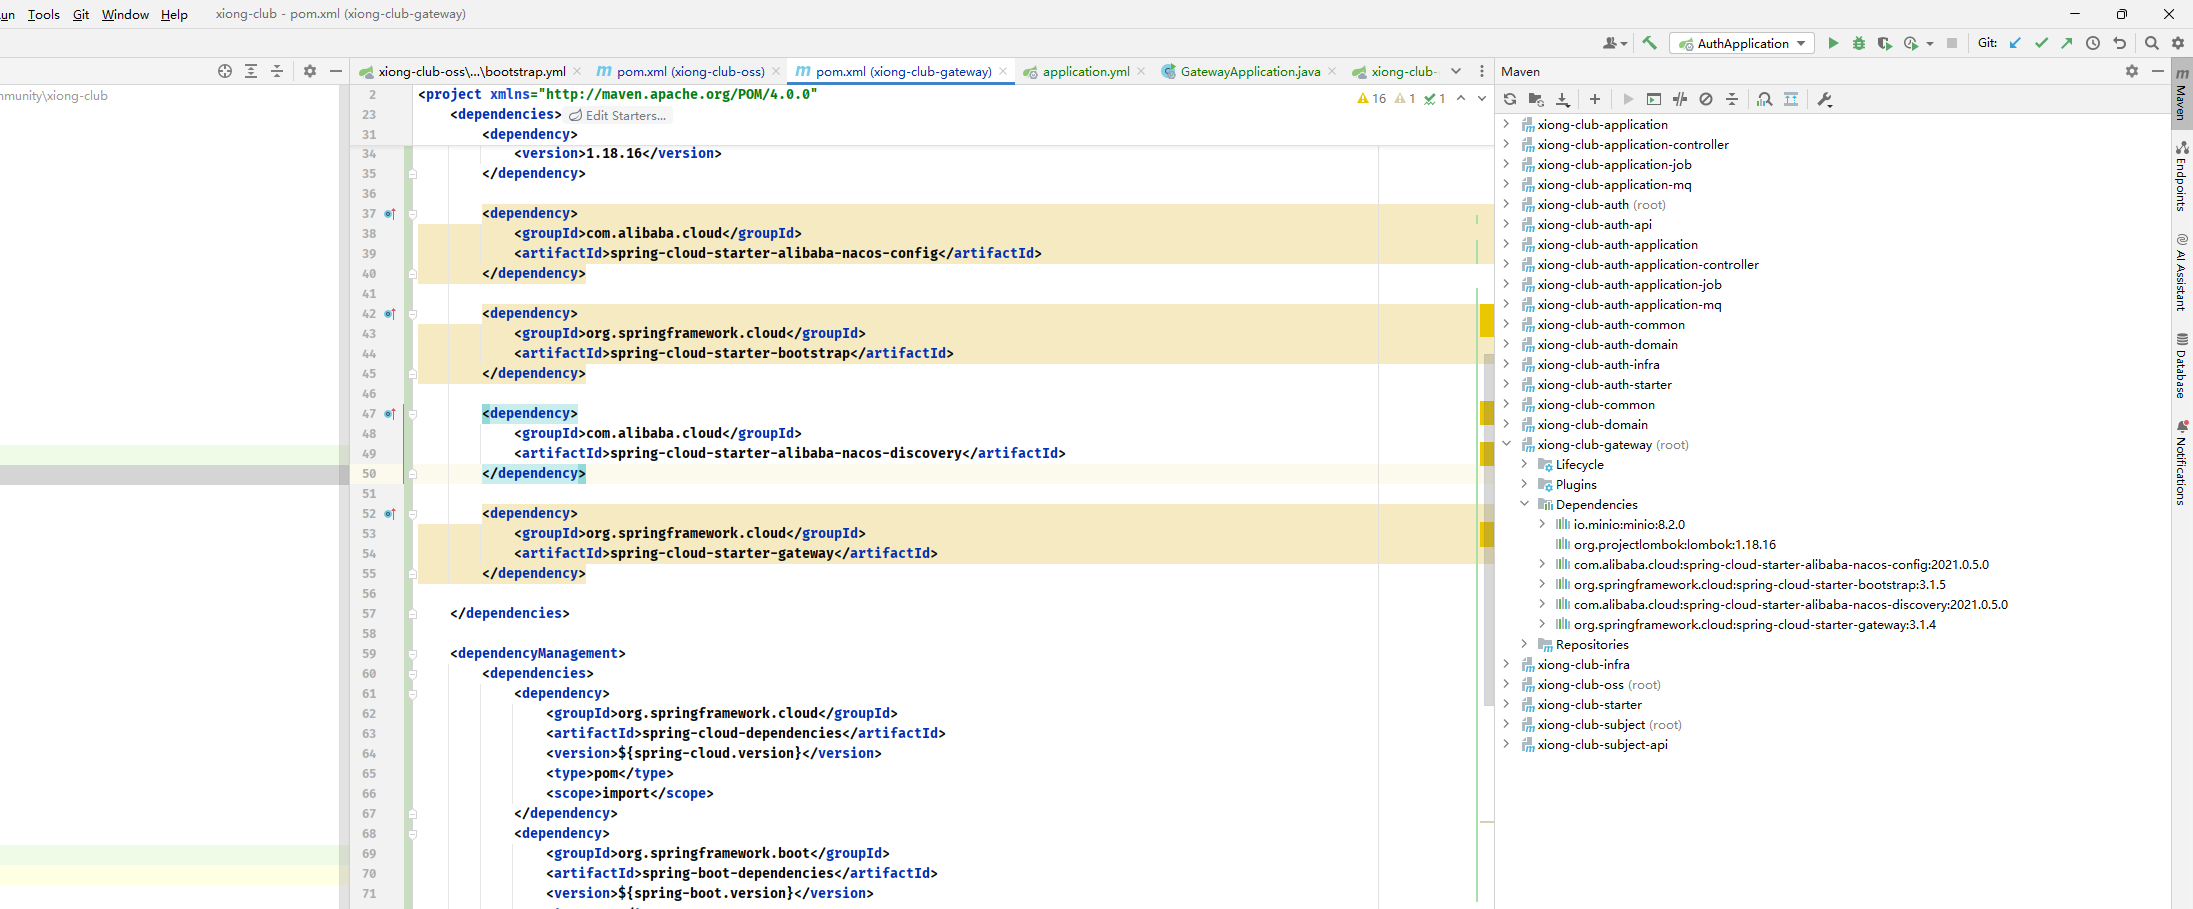 un Tools Git Window Help xiong-club - pom.xml (xiong-club-gateway)
AuthApplication Git:
xiong-club-oss\...\bootstrap.yml pom.xml (xiong-club-oss) pom.xml (xiong-club-gateway) application.yml GatewayApplication.java xiong-club-
mmunity\xiong-club
16 1 1
2 <project xmlns="http://maven.apache.org/POM/4.0.0"
23 <dependencies> Edit Starters...
31 <dependency>
34 <version>1.18.16</version>
35 </dependency>
36
37 <dependency>
38 <groupId>com.alibaba.cloud</groupId>
39 <artifactId>spring-cloud-starter-alibaba-nacos-config</artifactId>
40 </dependency>
41
42 <dependency>
43 <groupId>org.springframework.cloud</groupId>
44 <artifactId>spring-cloud-starter-bootstrap</artifactId>
45 </dependency>
46
47 <dependency>
48 <groupId>com.alibaba.cloud</groupId>
49 <artifactId>spring-cloud-starter-alibaba-nacos-discovery</artifactId>
50 </dependency>
51
52 <dependency>
53 <groupId>org.springframework.cloud</groupId>
54 <artifactId>spring-cloud-starter-gateway</artifactId>
55 </dependency>
56
57 </dependencies>
58
59 <dependencyManagement>
60 <dependencies>
61 <dependency>
62 <groupId>org.springframework.cloud</groupId>
63 <artifactId>spring-cloud-dependencies</artifactId>
64 <version>${spring-cloud.version}</version>
65 <type>pom</type>
66 <scope>import</scope>
67 </dependency>
68 <dependency>
69 <groupId>org.springframework.boot</groupId>
70 <artifactId>spring-boot-dependencies</artifactId>
71 <version>${spring-boot.version}</version>
Maven
xiong-club-application
xiong-club-application-controller
xiong-club-application-job
xiong-club-application-mq
xiong-club-auth (root)
xiong-club-auth-api
xiong-club-auth-application
xiong-club-auth-application-controller
xiong-club-auth-application-job
xiong-club-auth-application-mq
xiong-club-auth-common
xiong-club-auth-domain
xiong-club-auth-infra
xiong-club-auth-starter
xiong-club-common
xiong-club-domain
xiong-club-gateway (root)
Lifecycle
Plugins
Dependencies
io.minio:minio:8.2.0
org.projectlombok:lombok:1.18.16
com.alibaba.cloud:spring-cloud-starter-alibaba-nacos-config:2021.0.5.0
org.springframework.cloud:spring-cloud-starter-bootstrap:3.1.5
com.alibaba.cloud:spring-cloud-starter-alibaba-nacos-discovery:2021.0.5.0
org.springframework.cloud:spring-cloud-starter-gateway:3.1.4
Repositories
xiong-club-infra
xiong-club-oss (root)
xiong-club-starter
xiong-club-subject (root)
xiong-club-subject-api
Maven
Endpoints
AI Assistant
Database
Notifications